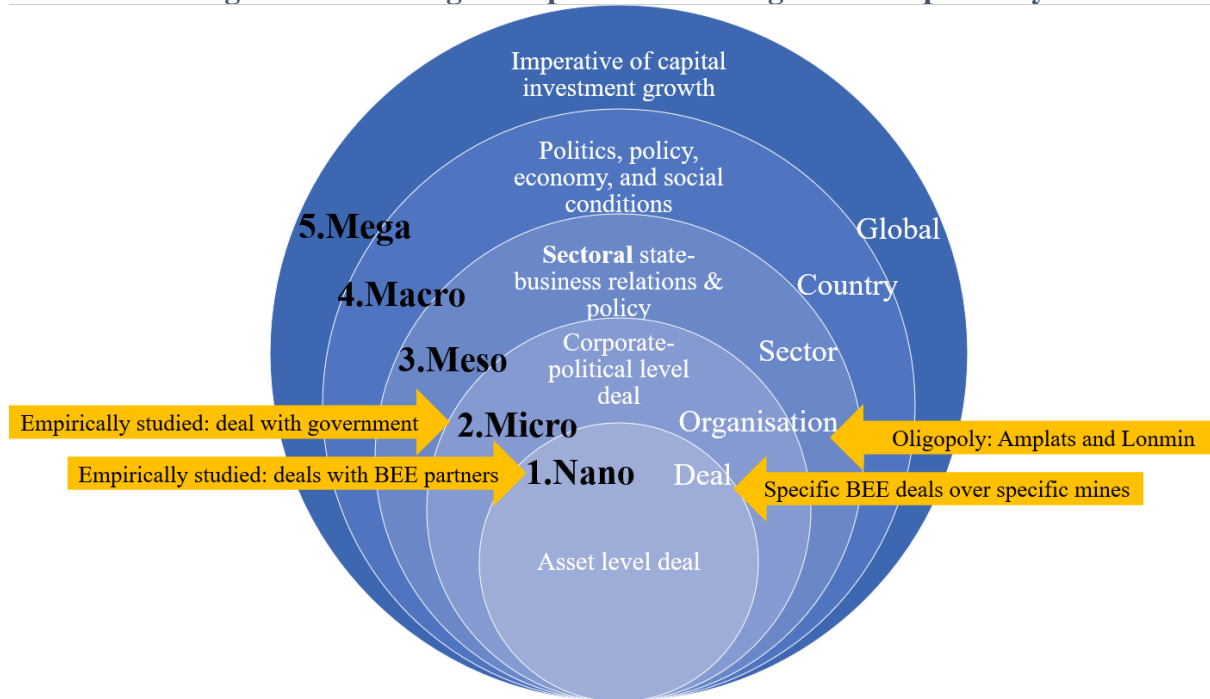 Imperative of capital
investment growth
Politics, policy,
economy, and social
conditions
5.Mega
Global
Sectoral state-
business relations &
policy
4.Macro
Country
Corporate-
political level
deal
3.Meso
Sector
Empirically studied: deal with government
2.Micro
Organisation
Oligopoly: Amplats and Lonmin
Empirically studied: deals with BEE partners
1.Nano
Deal
Specific BEE deals over specific mines
Asset level deal